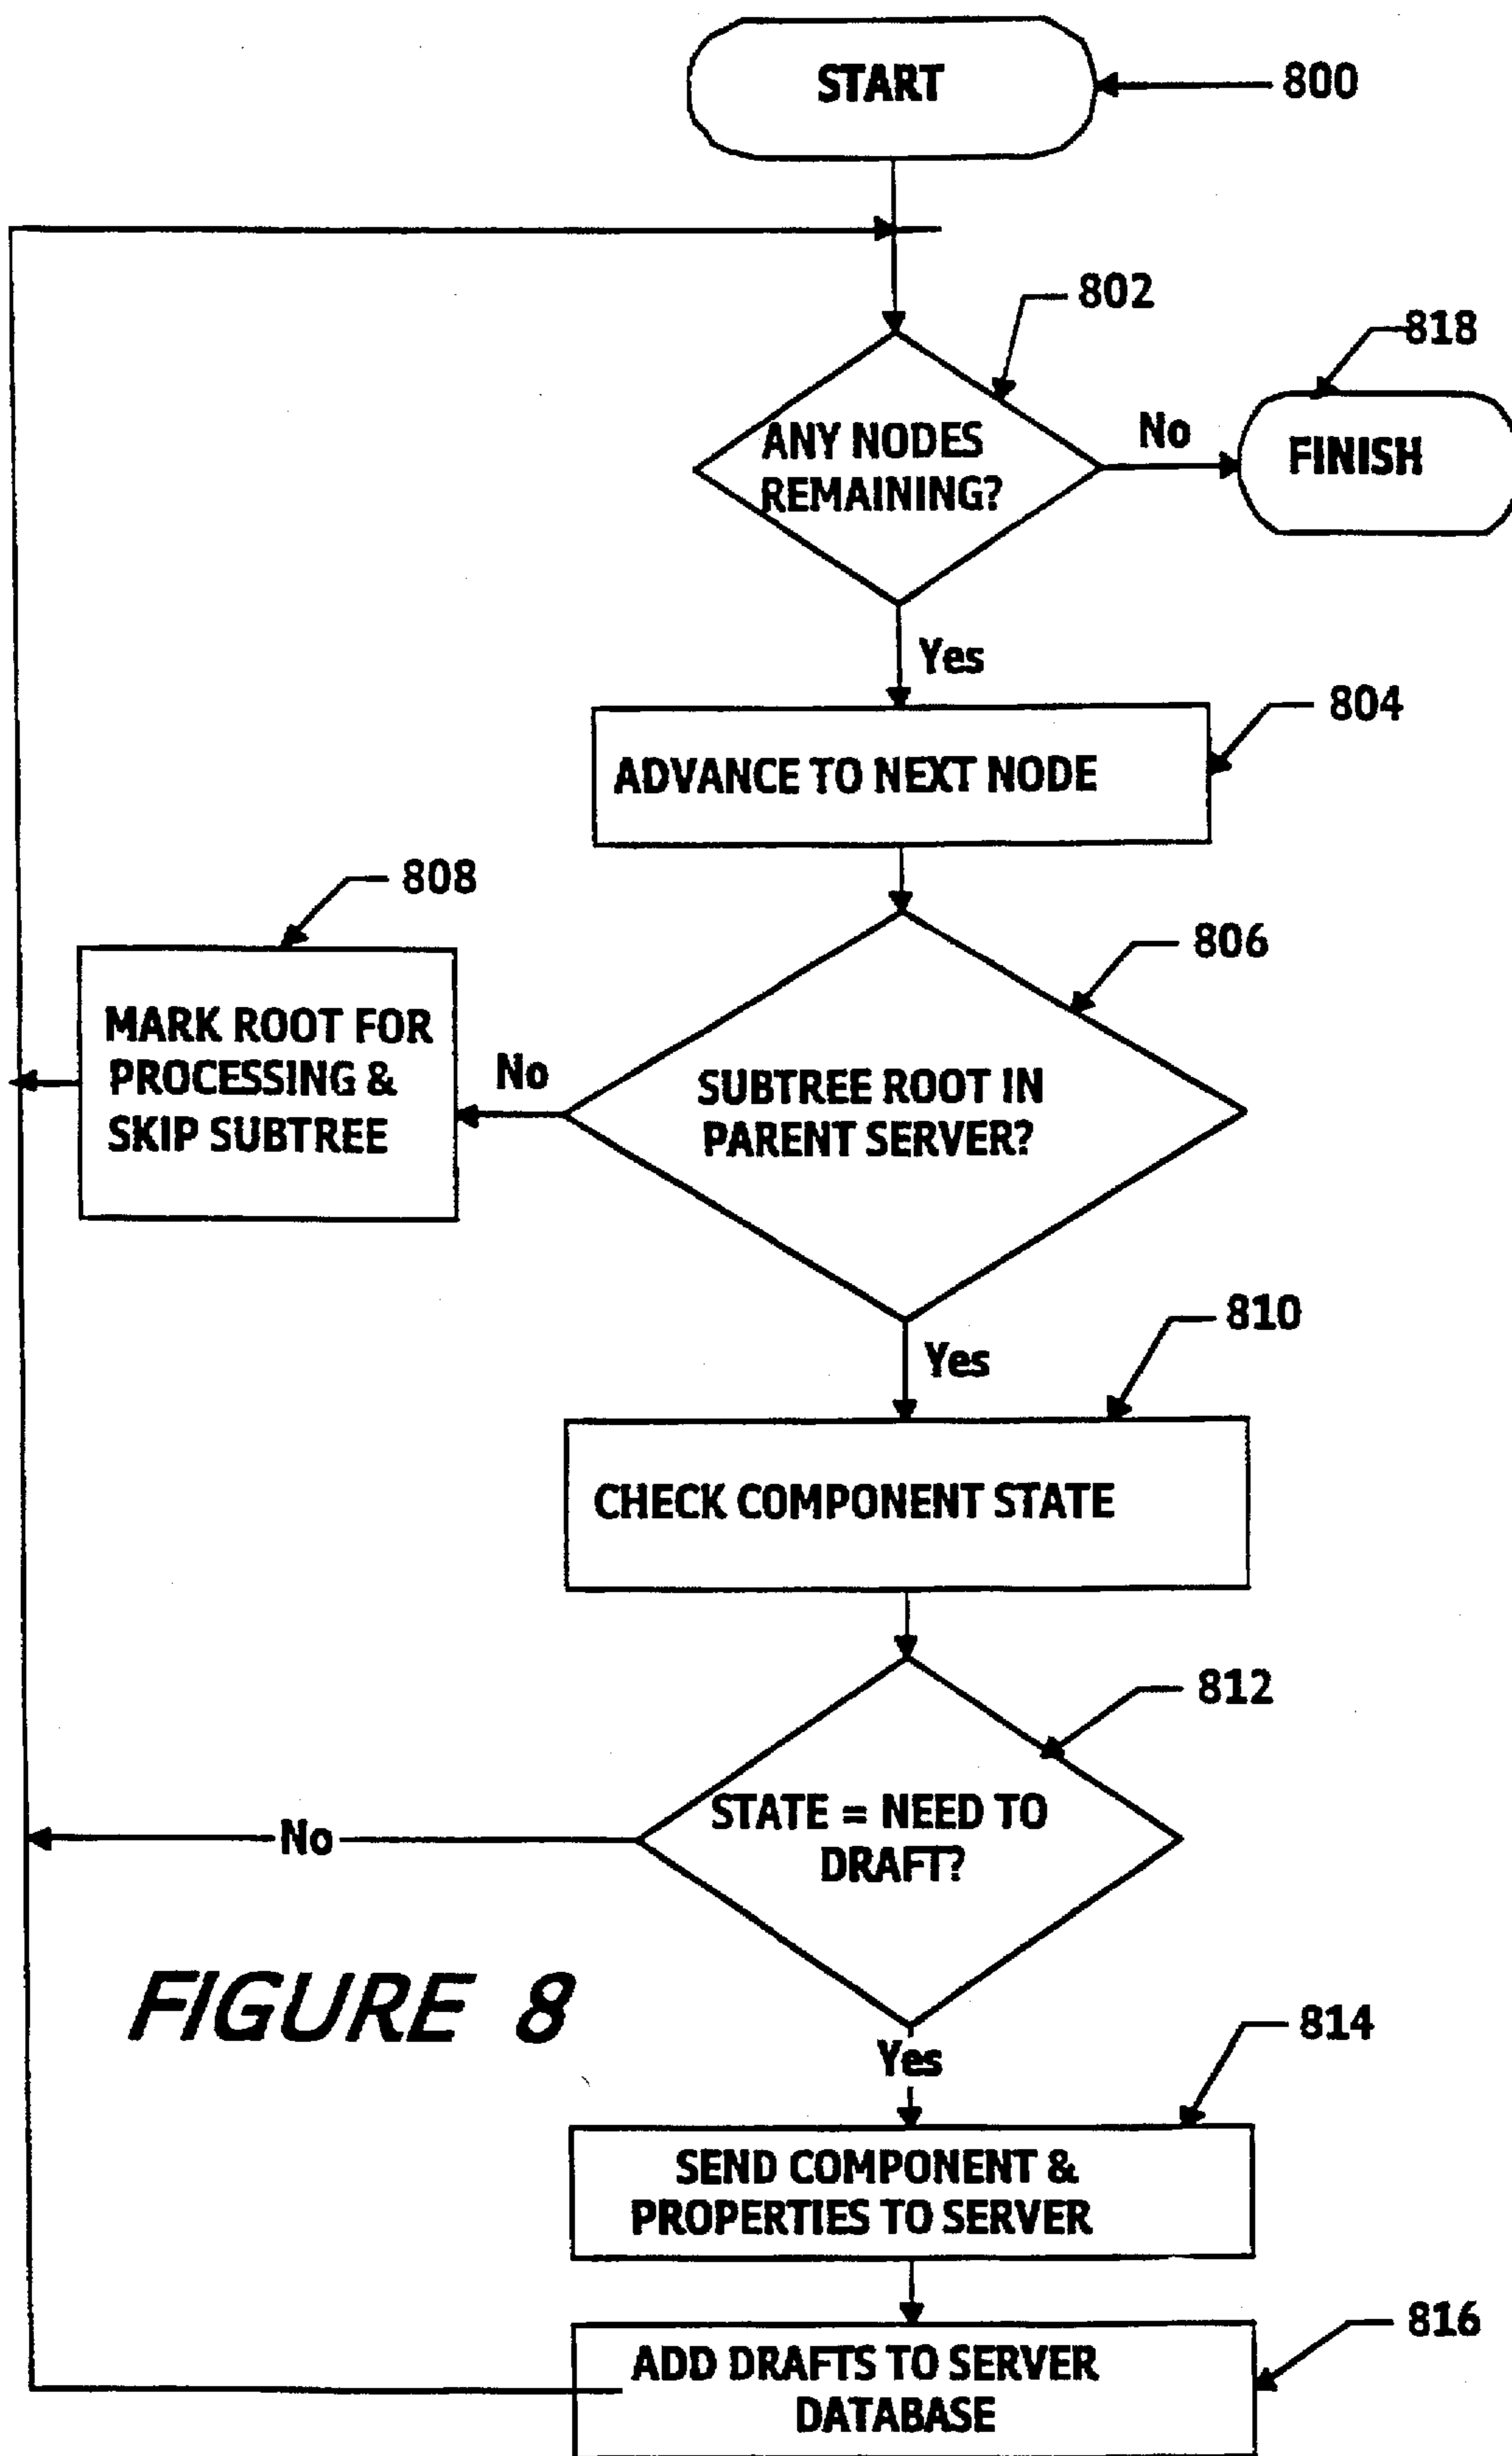 START
800
802
818
ANY NODES
REMAINING?
No
FINISH
Yes
804
ADVANCE TO NEXT NODE
808
806
MARK ROOT FOR
PROCESSING &
SKIP SUBTREE
No
SUBTREE ROOT IN
PARENT SERVER?
810
Yes
CHECK COMPONENT STATE
812
STATE = NEED TO
DRAFT?
No
FIGURE 8
814
Yes
SEND COMPONENT &
PROPERTIES TO SERVER
816
ADD DRAFTS TO SERVER
DATABASE